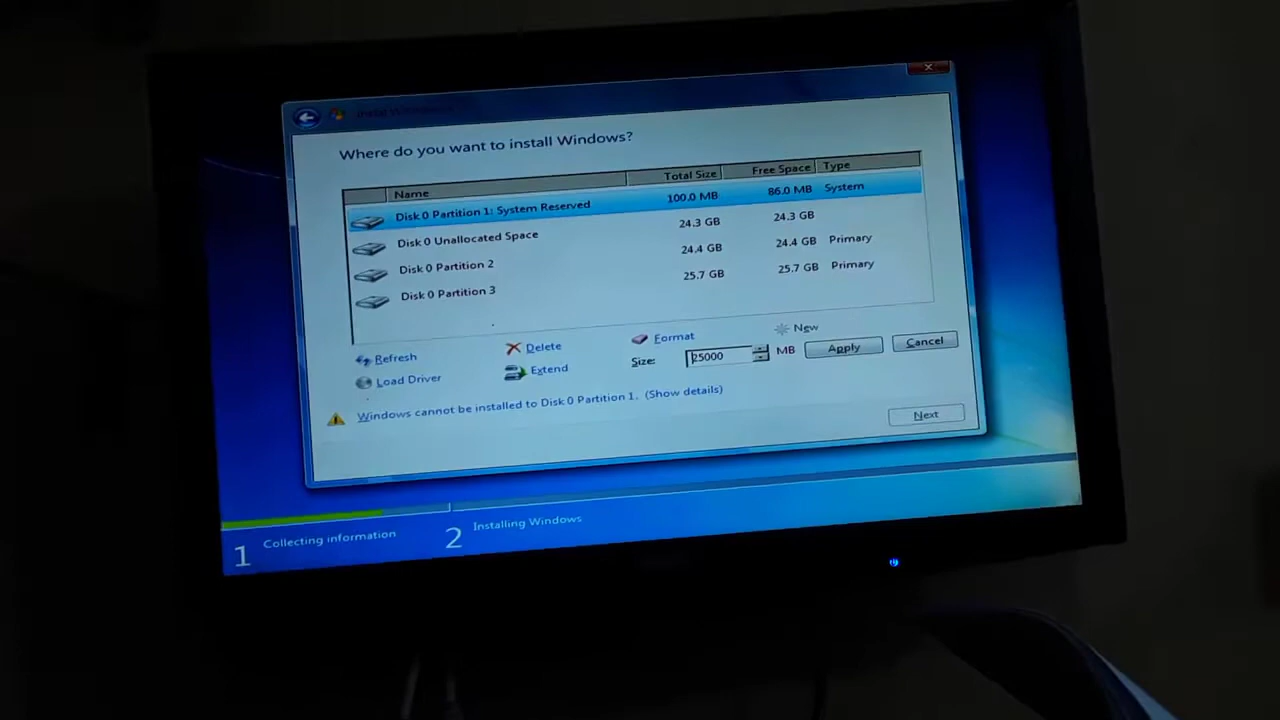 Install Windows
Where do you want to install Windows?
Name Total Size Free Space Type
Disk 0 Partition 1: System Reserved 100.0 MB 86.0 MB System
Disk 0 Unallocated Space 24.3 GB 24.3 GB
Disk 0 Partition 2 24.4 GB 24.4 GB Primary
Disk 0 Partition 3 25.7 GB 25.7 GB Primary
Refresh Delete Format New
Load Driver Extend Size: 25000 MB Apply Cancel
Windows cannot be installed to Disk 0 Partition 1. (Show details)
Next
1 Collecting information 2 Installing Windows